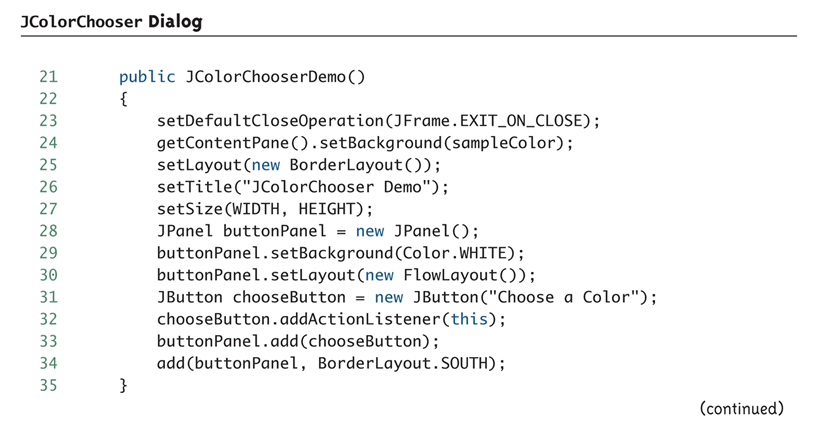 JColorChooser Dialog
21 public JColorChooserDemo()
22 {
23 setDefaultCloseOperation(JFrame.EXIT_ON_CLOSE);
24 getContentPane().setBackground(sampleColor);
25 setLayout(new BorderLayout());
26 setTitle("JColorChooser Demo");
27 setSize(WIDTH, HEIGHT);
28 JPanel buttonPanel = new JPanel();
29 buttonPanel.setBackground(Color.WHITE);
30 buttonPanel.setLayout(new FlowLayout());
31 JButton chooseButton = new JButton("Choose a Color");
32 chooseButton.addActionListener(this);
33 buttonPanel.add(chooseButton);
34 add(buttonPanel, BorderLayout.SOUTH);
35 }
(continued)